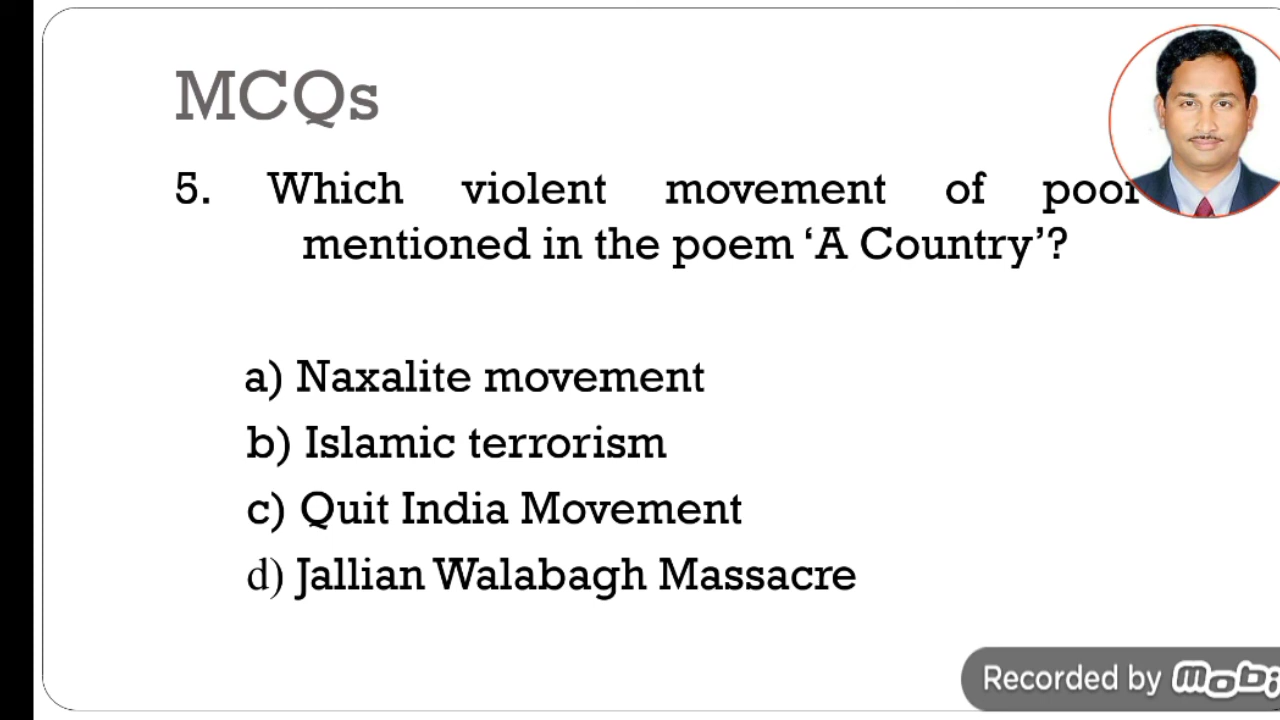 MCQs
5. Which violent movement of poor
mentioned in the poem ‘A Country’?
a) Naxalite movement
b) Islamic terrorism
c) Quit India Movement
d) Jallian Walabagh Massacre
Recorded by